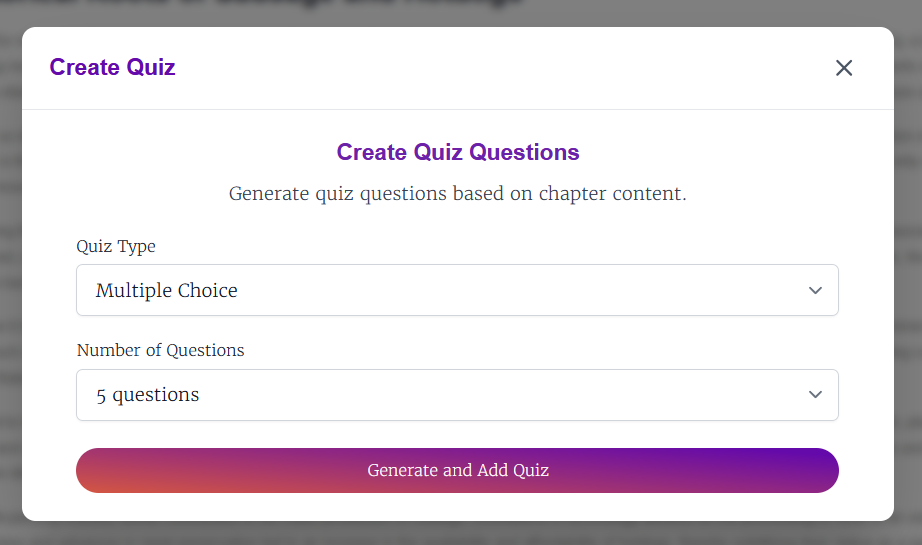 Create Quiz
Create Quiz Questions
Generate quiz questions based on chapter content.
Quiz Type
Multiple Choice
Number of Questions
5 questions
Generate and Add Quiz